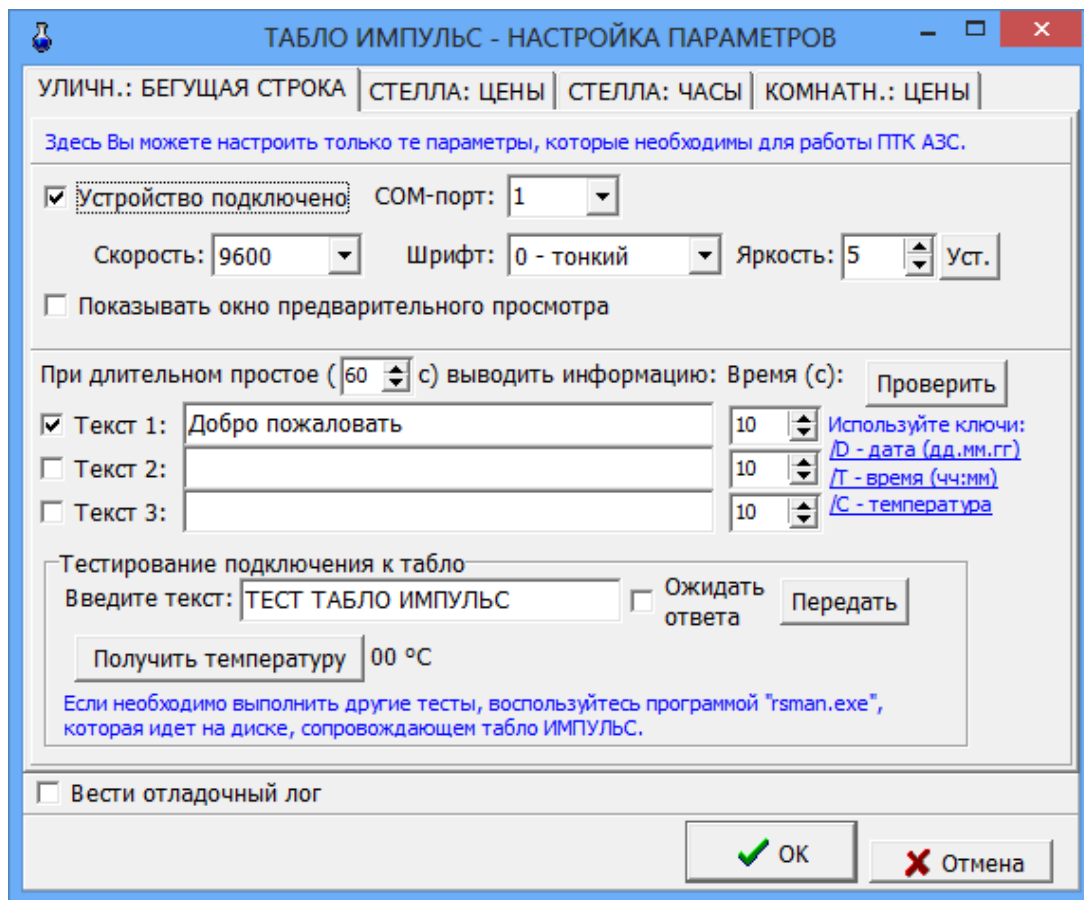 ТАБЛО ИМПУЛЬС - НАСТРОЙКА ПАРАМЕТРОВ
УЛИЧН.: БЕГУЩАЯ СТРОКА СТЕЛЛА: ЦЕНЫ СТЕЛЛА: ЧАСЫ КОМНАТН.: ЦЕНЫ
Здесь Вы можете настроить только те параметры, которые необходимы для работы ПТК АЗС.
Устройство подключено COM-порт: 1
Скорость: 9600 Шрифт: 0 - тонкий Яркость: 5 Уст.
Показывать окно предварительного просмотра
При длительном простое ( 60 с) выводить информацию: Время (с): Проверить
Текст 1: Добро пожаловать 10 Используйте ключи:
/D - дата (дд.мм.гг)
Текст 2: 10 /T - время (чч:мм)
Текст 3: 10 /C - температура
Тестирование подключения к табло
Введите текст: ТЕСТ ТАБЛО ИМПУЛЬС Ожидать ответа Передать
Получить температуру 00 ºC
Если необходимо выполнить другие тесты, воспользуйтесь программой "rsman.exe",
которая идет на диске, сопровождающем табло ИМПУЛЬС.
Вести отладочный лог
OK Отмена